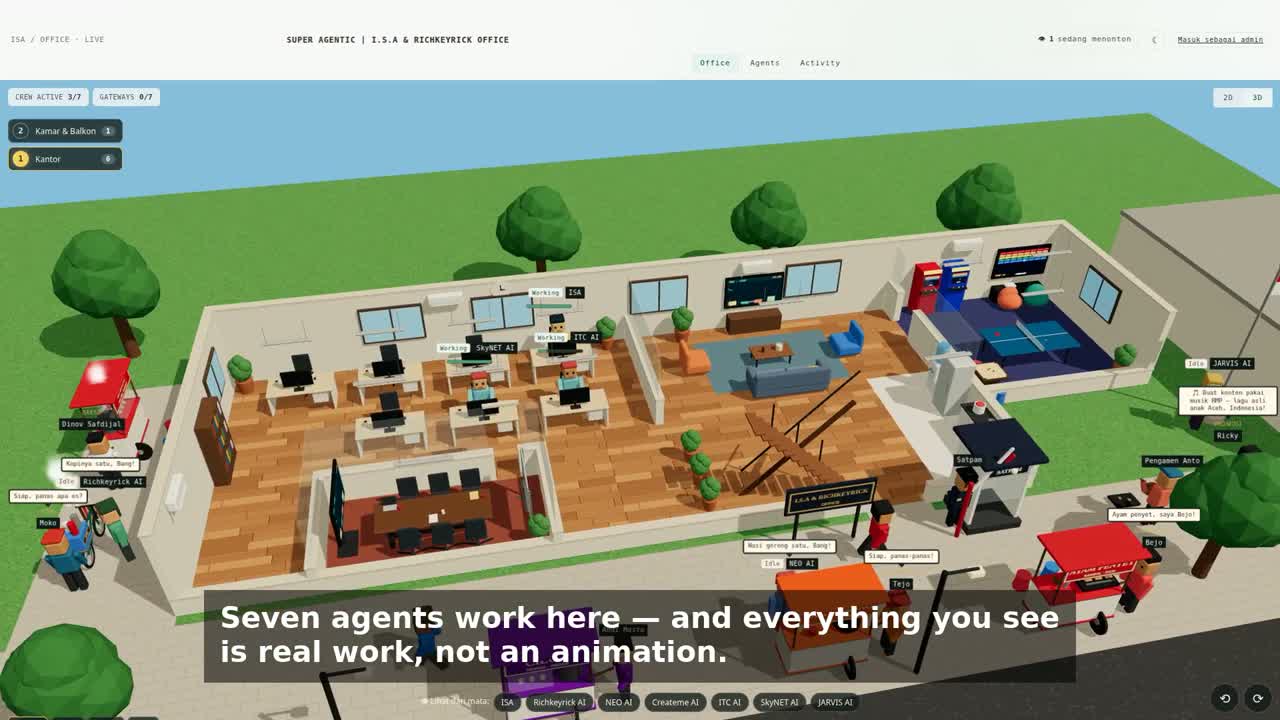 ISA / OFFICE · LIVE
SUPER AGENTIC | I.S.A & RICHKEYRICK OFFICE
1 sedang menonton
Masuk sebagai admin
Office
Agents
Activity
CREW ACTIVE 3/7
GATEWAYS 0/7
2D
3D
2 Kamar & Balkon 1
1 Kantor 6
Working ISA
Working ITC AI
Working SkyNET AI
Idle JARVIS AI
🎵 Buat konten pakai
musik BMP — lagu asli
anak Aceh, Indonesia!
Ricky
Dinov Safdijal
Kopinya satu, Bang!
Idle Richkeyrick AI
Siap, panas apa es?
Moko
Satpam
Pengamen Anto
Ayam penyet, saya Bejo!
Bejo
I.S.A & RICHKEYRICK
OFFICE
Nasi goreng satu, Bang!
Idle NEO AI
Siap, panas-panas!
Tejo
Seven agents work here — and everything you see
is real work, not an animation.
ISA
Richkeyrick AI
NEO AI
Createme AI
ITC AI
SkyNET AI
JARVIS AI